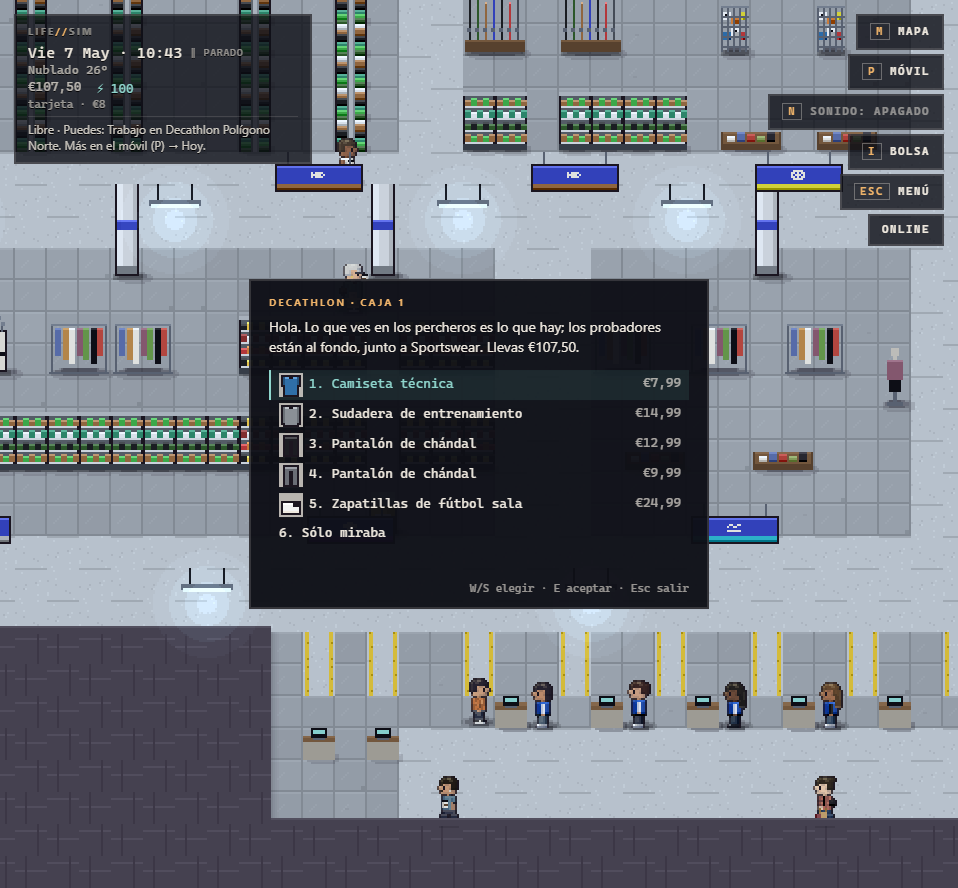 LIFE//SIM
Vie 7 May · 10:43 ‖ PARADO
Nublado 26°
€107,50 ⚡ 100
tarjeta · €8
Libre · Puedes: Trabajo en Decathlon Polígono
Norte. Más en el móvil (P) → Hoy.
M MAPA
P MÓVIL
N SONIDO: APAGADO
I BOLSA
ESC MENÚ
ONLINE
DECATHLON · CAJA 1
Hola. Lo que ves en los percheros es lo que hay; los probadores
están al fondo, junto a Sportswear. Llevas €107,50.
1. Camiseta técnica €7,99
2. Sudadera de entrenamiento €14,99
3. Pantalón de chándal €12,99
4. Pantalón de chándal €9,99
5. Zapatillas de fútbol sala €24,99
6. Sólo miraba
W/S elegir · E aceptar · Esc salir